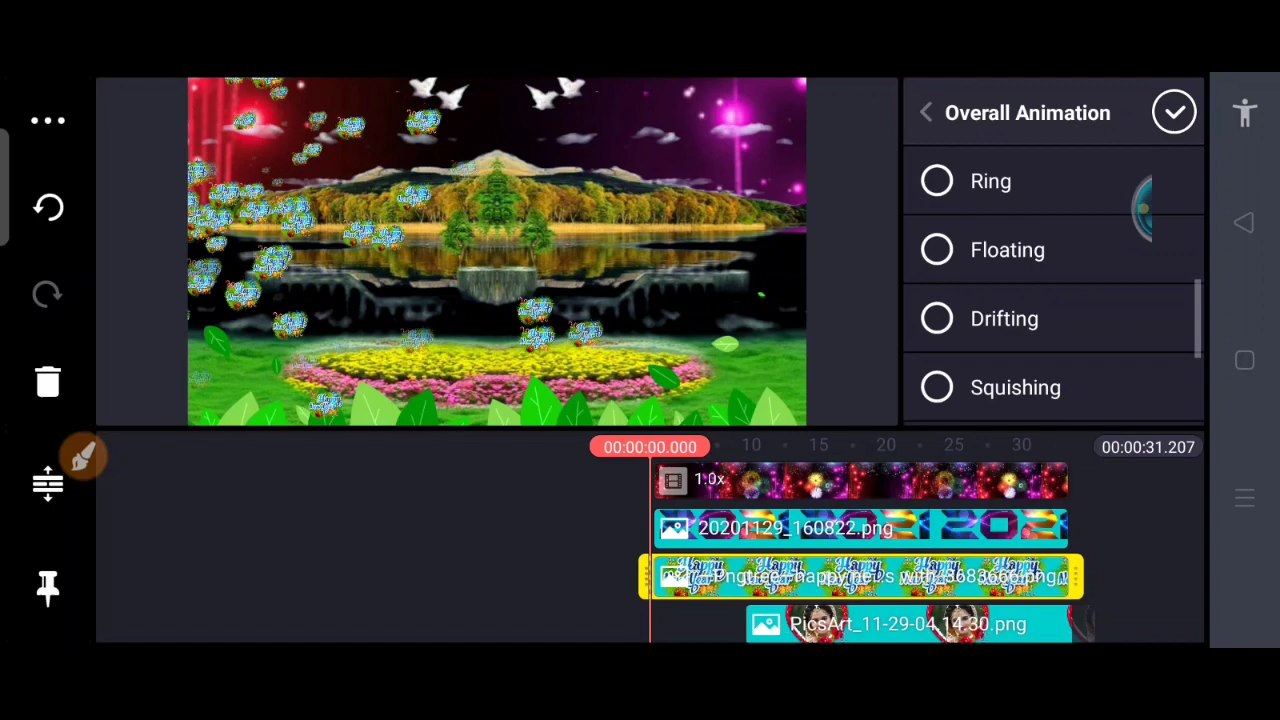 Overall Animation
Ring
Floating
Drifting
Squishing
00:00:00.000
10
15
20
25
30
00:00:31.207
1.0x
20201129_160822.png
PicsArt_11-29-04.14.30.png